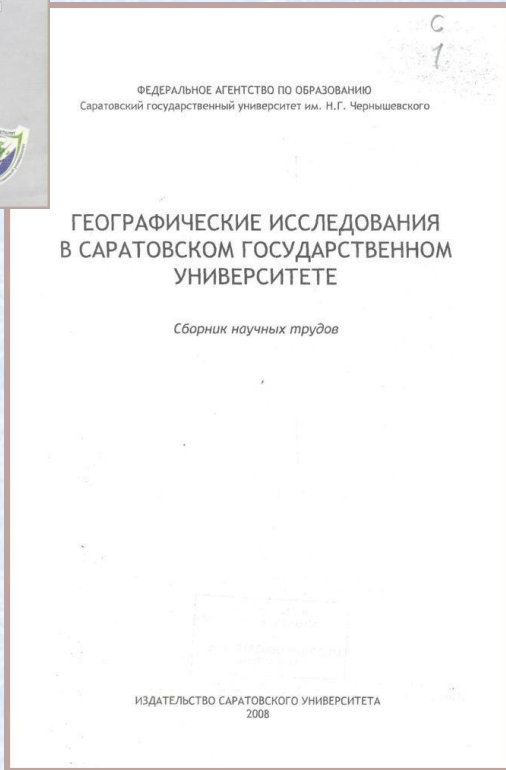 С
1
ФЕДЕРАЛЬНОЕ АГЕНТСТВО ПО ОБРАЗОВАНИЮ
Саратовский государственный университет им. Н.Г. Чернышевского
ГЕОГРАФИЧЕСКИЕ ИССЛЕДОВАНИЯ
В САРАТОВСКОМ ГОСУДАРСТВЕННОМ
УНИВЕРСИТЕТЕ
Сборник научных трудов
ИЗДАТЕЛЬСТВО САРАТОВСКОГО УНИВЕРСИТЕТА
2008